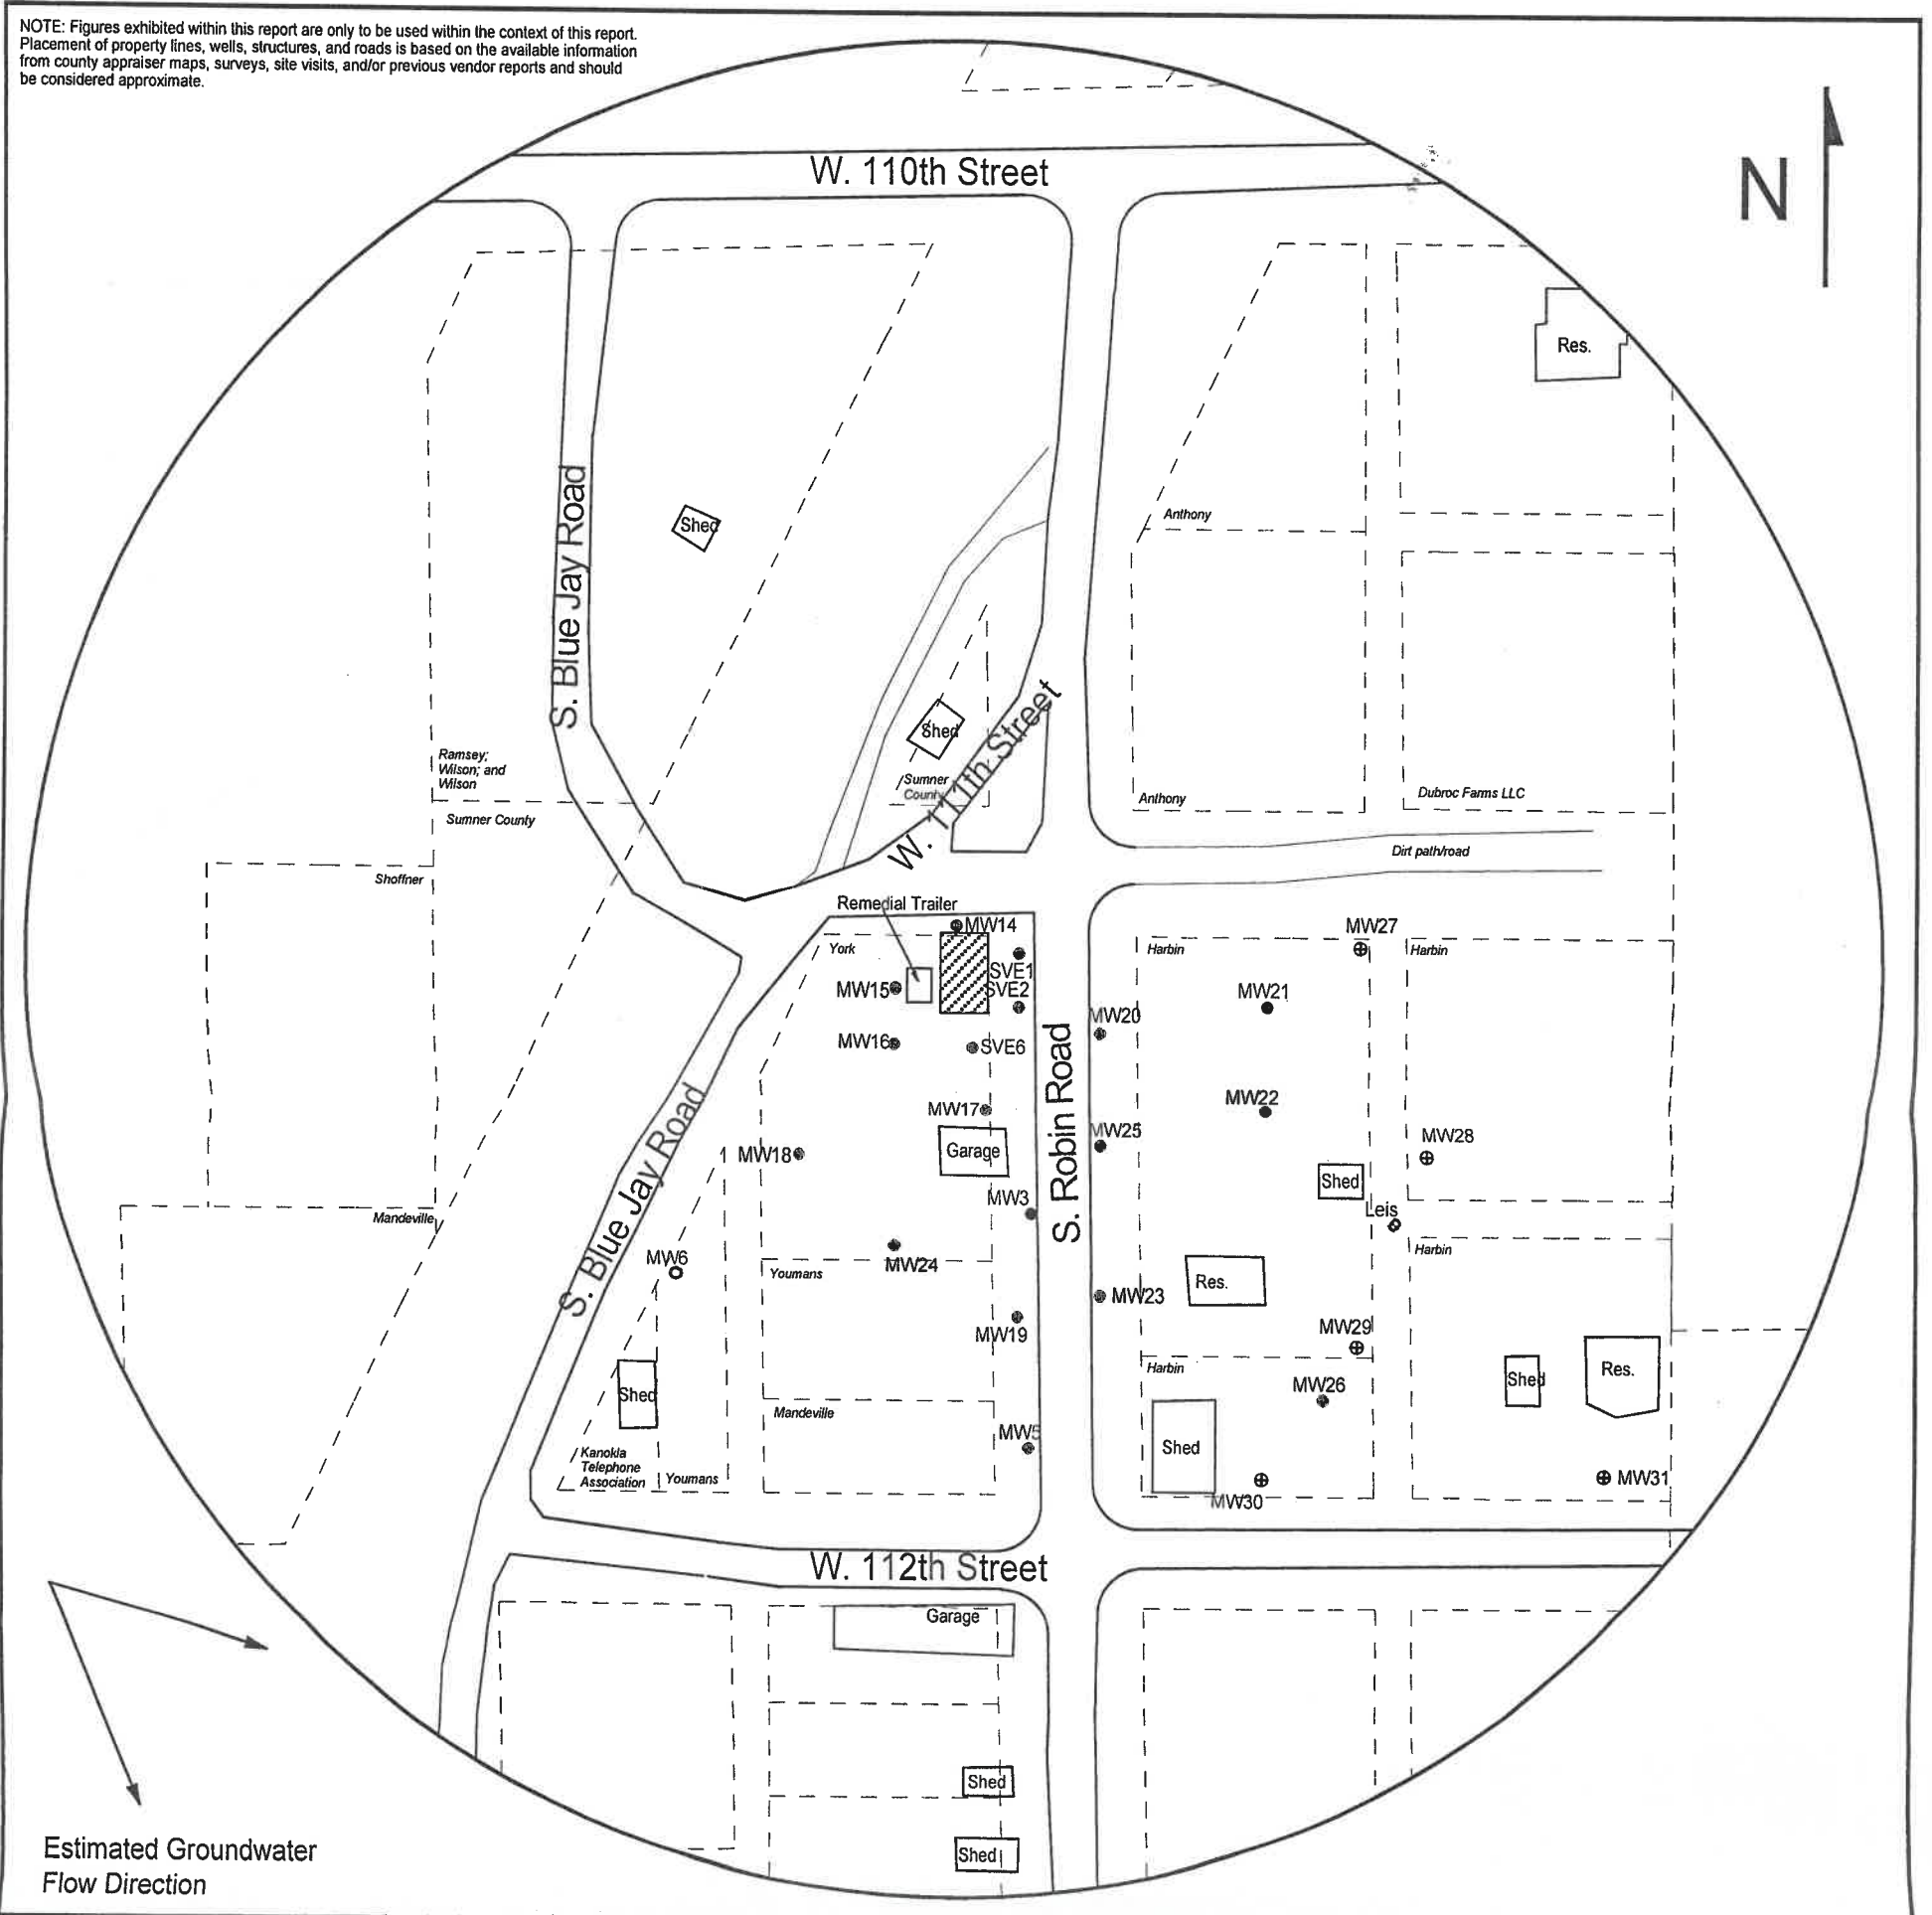 NOTE: Figures exhibited within this report are only to be used within the context of this report.
Placement of property lines, wells, structures, and roads is based on the available information
from county appraiser maps, surveys, site visits, and/or previous vendor reports and should
be considered approximate.
W. 110th Street
N
Res.
S. Blue Jay Road
Shed
Anthony
Shed
W. 111th Street
Sumner
County
Ramsey;
Wilson; and
Wilson
Sumner County
Anthony
Dubroc Farms LLC
Dirt path/road
Shoffner
Remedial Trailer
MW14
York
SVE1
MW15
SVE2
MW16
SVE6
MW17
Garage
MW18
MW3
Mandeville
S. Blue Jay Road
S. Robin Road
MW6
MW24
Youmans
MW19
Shed
Mandeville
MW5
Kanokla
Telephone
Association
Youmans
Harbin
MW27
Harbin
MW21
MW20
MW22
MW25
MW28
Shed
Leis
Harbin
Res.
MW23
MW29
Harbin
MW26
Shed
Res.
Shed
MW30
MW31
W. 112th Street
Garage
Shed
Shed
Estimated Groundwater
Flow Direction